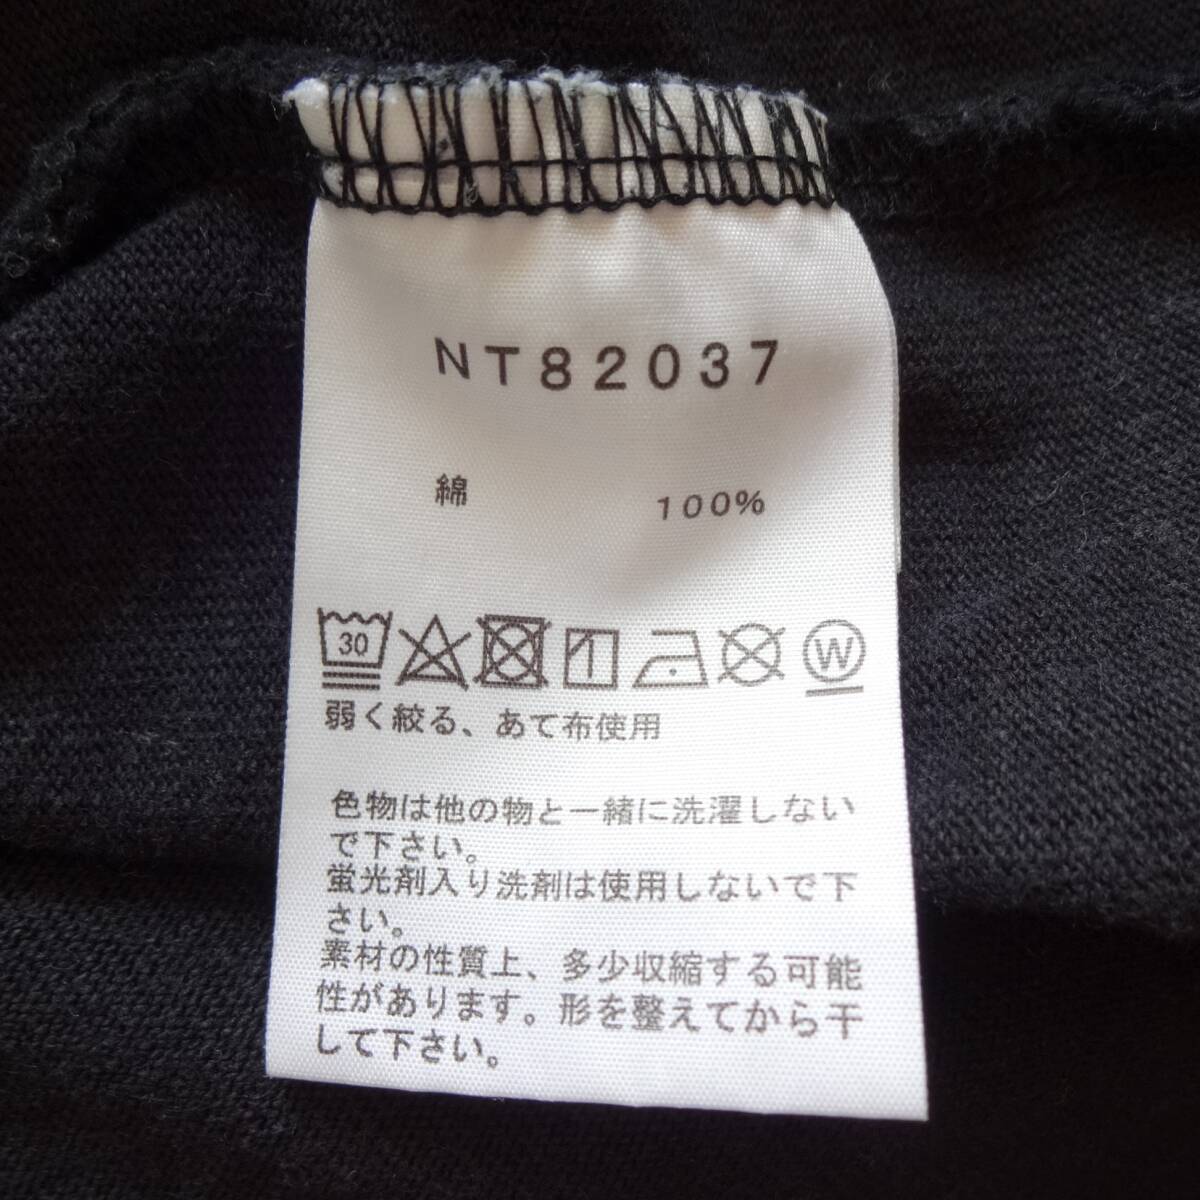 NT82037
綿 100%
30 W
弱く絞る、あて布使用
色物は他の物と一緒に洗濯しない
で下さい。
蛍光剤入り洗剤は使用しないで下
さい。
素材の性質上、多少収縮する可能
性があります。形を整えてから干
して下さい。